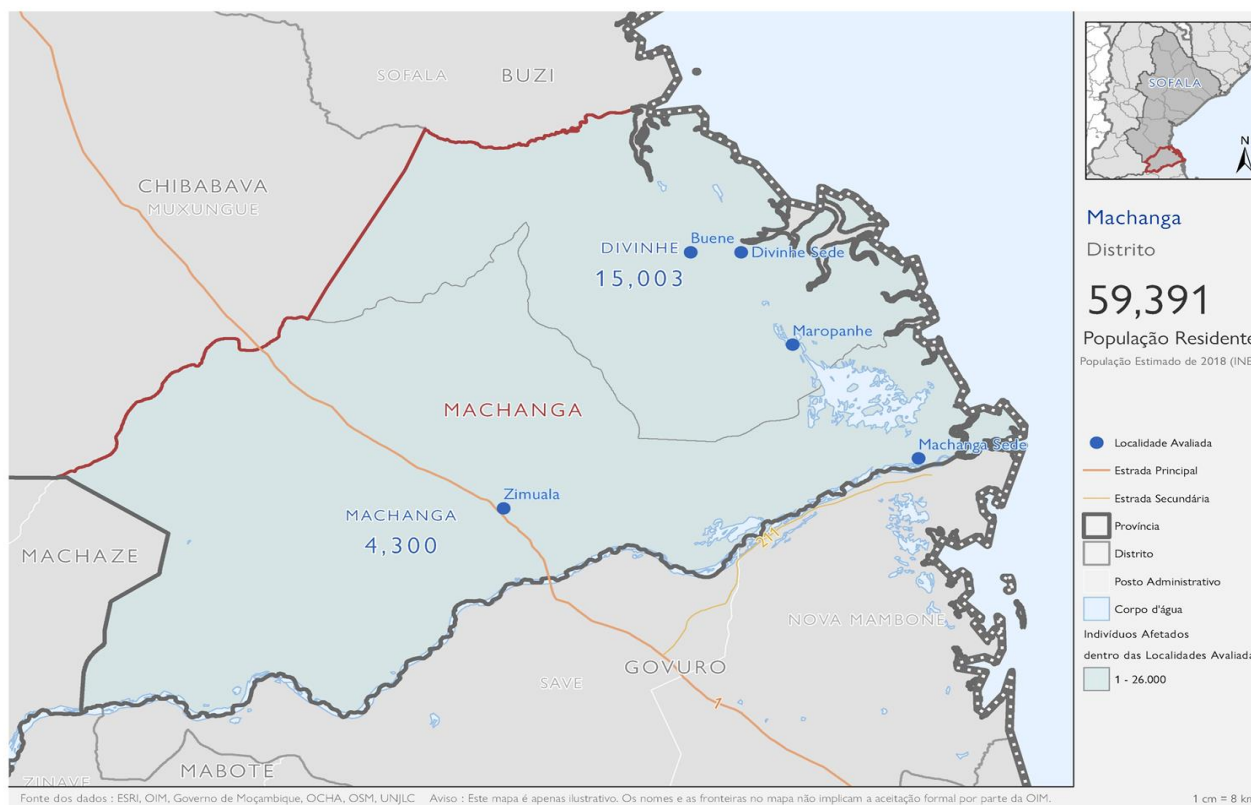 SOFALA
BUZI
CHIBABAVA
MUXUNGUE
DIVINHE
15,003
Buene
Divinhe Sede
Maropanhe
MACHANGA
Machanga Sede
Zimuala
MACHANGA
4,300
MACHAZE
211
NOVA MAMBONE
GOVURO
SAVE
1
MABOTE
ZINAVE
SOFALA
N
Machanga
Distrito
59,391
População Residente
População Estimado de 2018 (INE
Localidade Avaliada
Estrada Principal
Estrada Secundária
Província
Distrito
Posto Administrativo
Corpo d'água
Indivíduos Afetados
dentro das Localidades Avaliada
1 - 26.000
Fonte dos dados : ESRI, OIM, Governo de Moçambique, OCHA, OSM, UNJLC Aviso : Este mapa é apenas ilustrativo. Os nomes e as fronteiras no mapa não implicam a aceitação formal por parte da OIM.
1 cm = 8 km